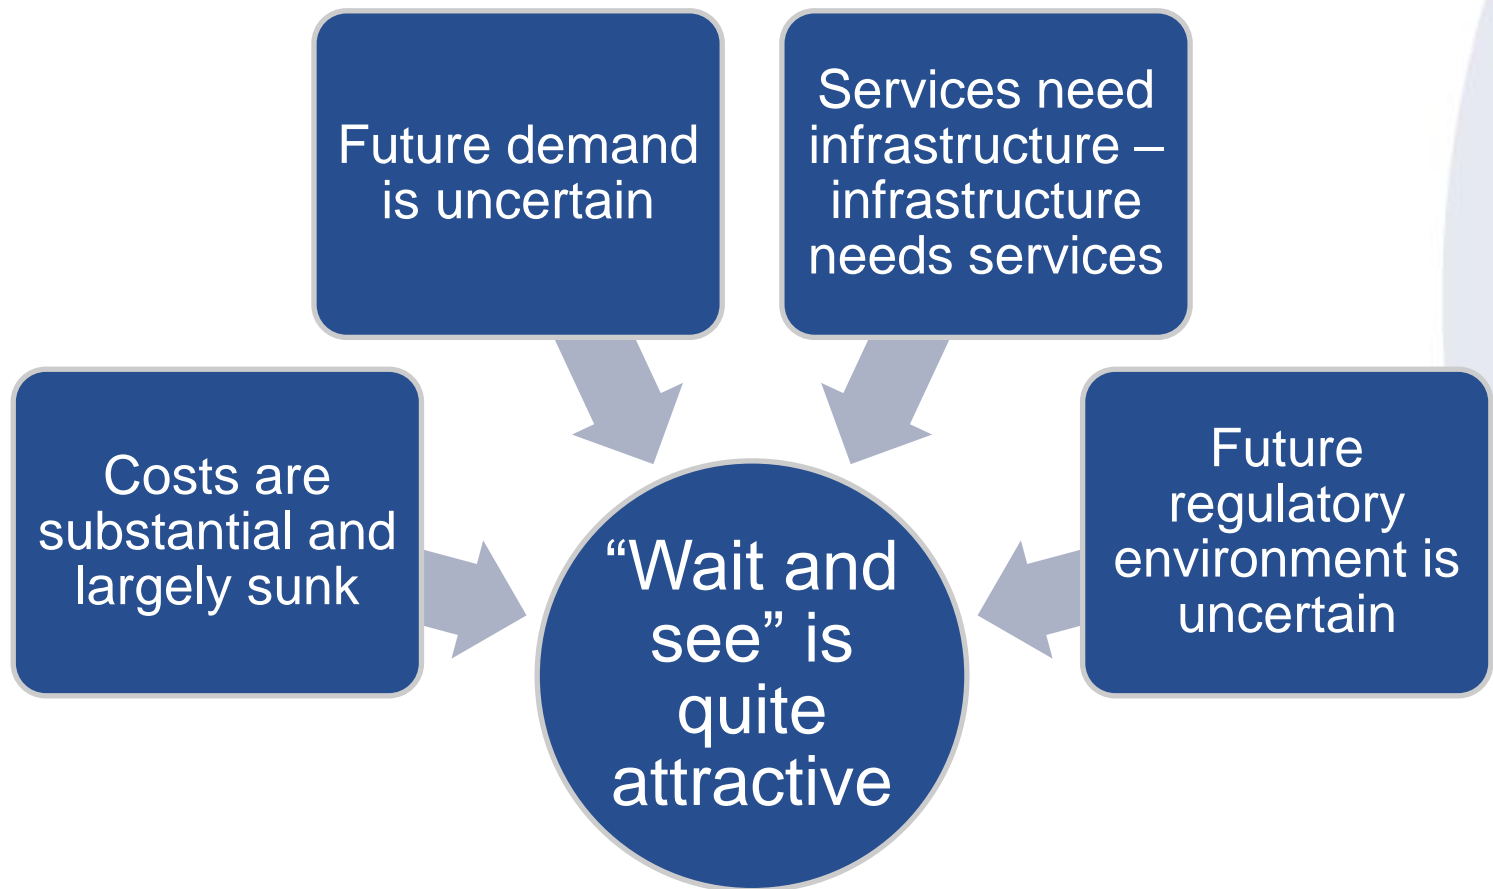 Future demand
is uncertain
Services need
infrastructure –
infrastructure
needs services
Costs are
substantial and
largely sunk
“Wait and
see” is
quite
attractive
Future
regulatory
environment is
uncertain